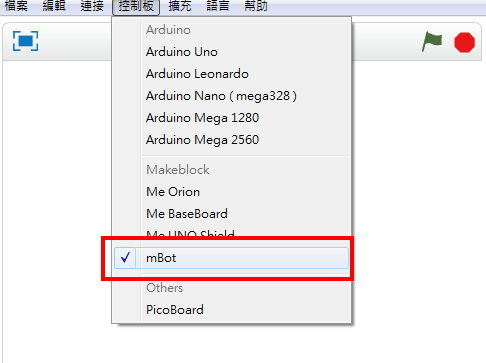 檔案 編輯 連接 控制板 擴充 語言 幫助
Arduino
Arduino Uno
Arduino Leonardo
Arduino Nano ( mega328 )
Arduino Mega 1280
Arduino Mega 2560
Makeblock
Me Orion
Me BaseBoard
Me UNO Shield
mBot
Others
PicoBoard